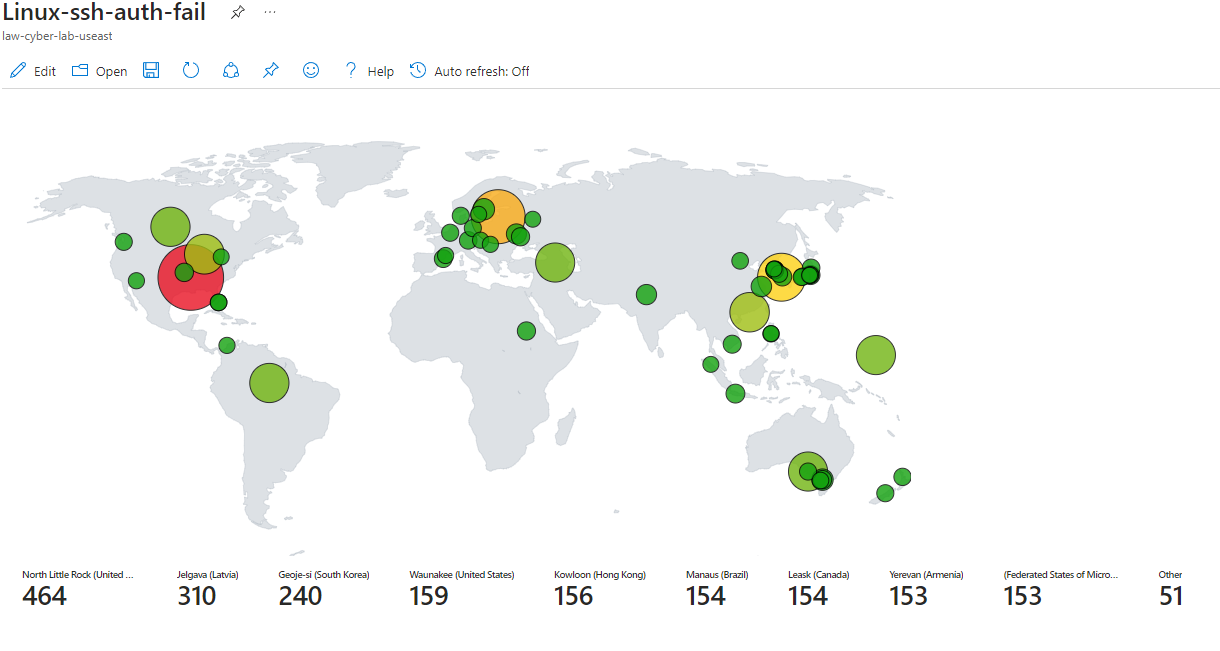 Linux-ssh-auth-fail
law-cyber-lab-useast
Edit Open Help Auto refresh: Off
North Little Rock (United ... Jelgava (Latvia) Geoje-si (South Korea) Waunakee (United States) Kowloon (Hong Kong) Manaus (Brazil) Leask (Canada) Yerevan (Armenia) (Federated States of Micro... Other
464 310 240 159 156 154 154 153 153 51